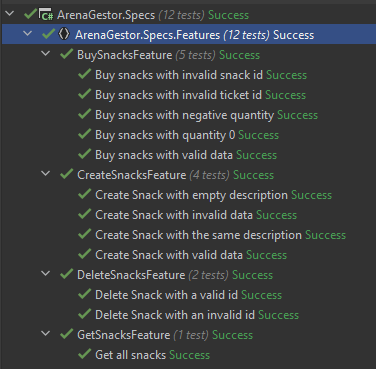 C# ArenaGestor.Specs (12 tests) Success
ArenaGestor.Specs.Features (12 tests) Success
BuySnacksFeature (5 tests) Success
Buy snacks with invalid snack id Success
Buy snacks with invalid ticket id Success
Buy snacks with negative quantity Success
Buy snacks with quantity 0 Success
Buy snacks with valid data Success
CreateSnacksFeature (4 tests) Success
Create Snack with empty description Success
Create Snack with invalid data Success
Create Snack with the same description Success
Create Snack with valid data Success
DeleteSnacksFeature (2 tests) Success
Delete Snack with a valid id Success
Delete Snack with an invalid id Success
GetSnacksFeature (1 test) Success
Get all snacks Success